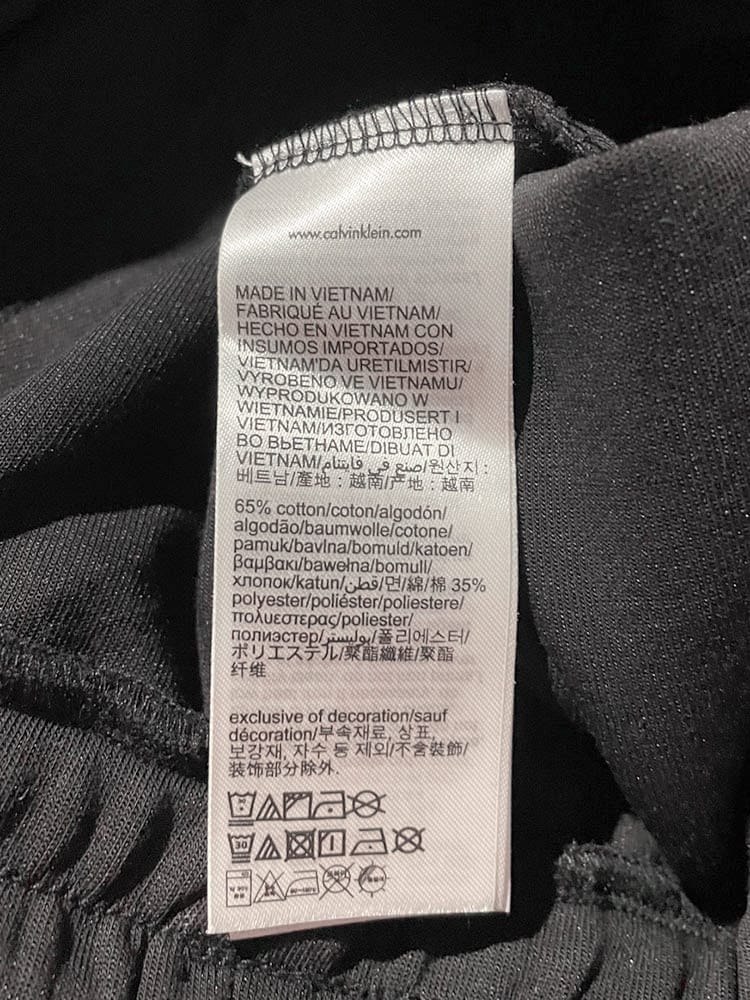 www.calvinklein.com
MADE IN VIETNAM/
FABRIQUÉ AU VIETNAM/
HECHO EN VIETNAM CON
INSUMOS IMPORTADOS/
VIETNAM'DA URETILMISTIR/
VYROBENO VE VIETNAMU/
WYPRODUKOWANO W
WIETNAMIE/PRODUSERT I
VIETNAM/ИЗГОТОВЛЕНО
ВО ВЬЕТНАМЕ/DIBUAT DI
VIETNAM/صنع في فايتنام/원산지 :
베트남/產地 : 越南/产地 : 越南
65% cotton/coton/algodón/
algodão/baumwolle/cotone/
pamuk/bavlna/bomuld/katoen/
βαμβακι/bawełna/bomull/
хлопок/katun/قطن/면/綿/棉 35%
polyester/poliéster/poliestere/
πολυεστερας/poliester/
полиэстер/بوليستر/폴리에스터/
ポリエステル/聚酯纖維/聚酯
纤维
exclusive of decoration/sauf
décoration/부속재료, 상표,
보강재, 자수 등 제외/不含裝飾/
装饰部分除外.
30